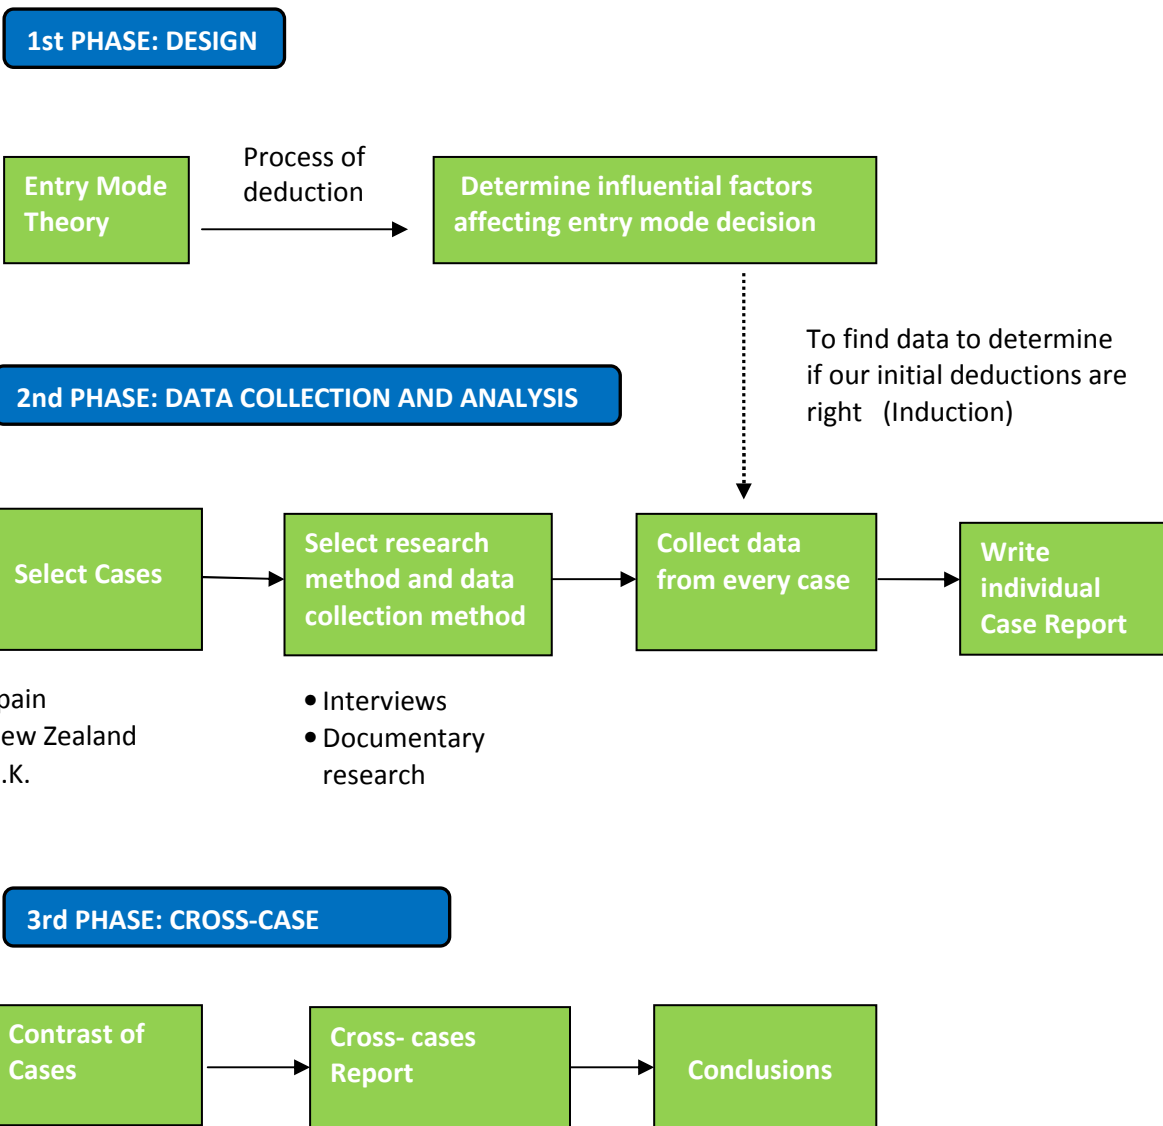 1st PHASE: DESIGN
Process of
deduction
Entry Mode
Theory
Determine influential factors
affecting entry mode decision
To find data to determine
if our initial deductions are
right (Induction)
2nd PHASE: DATA COLLECTION AND ANALYSIS
Select Cases
Select research
method and data
collection method
Collect data
from every case
Write
individual
Case Report
pain
ew Zealand
.K.
• Interviews
• Documentary
research
3rd PHASE: CROSS-CASE
Contrast of
Cases
Cross- cases
Report
Conclusions